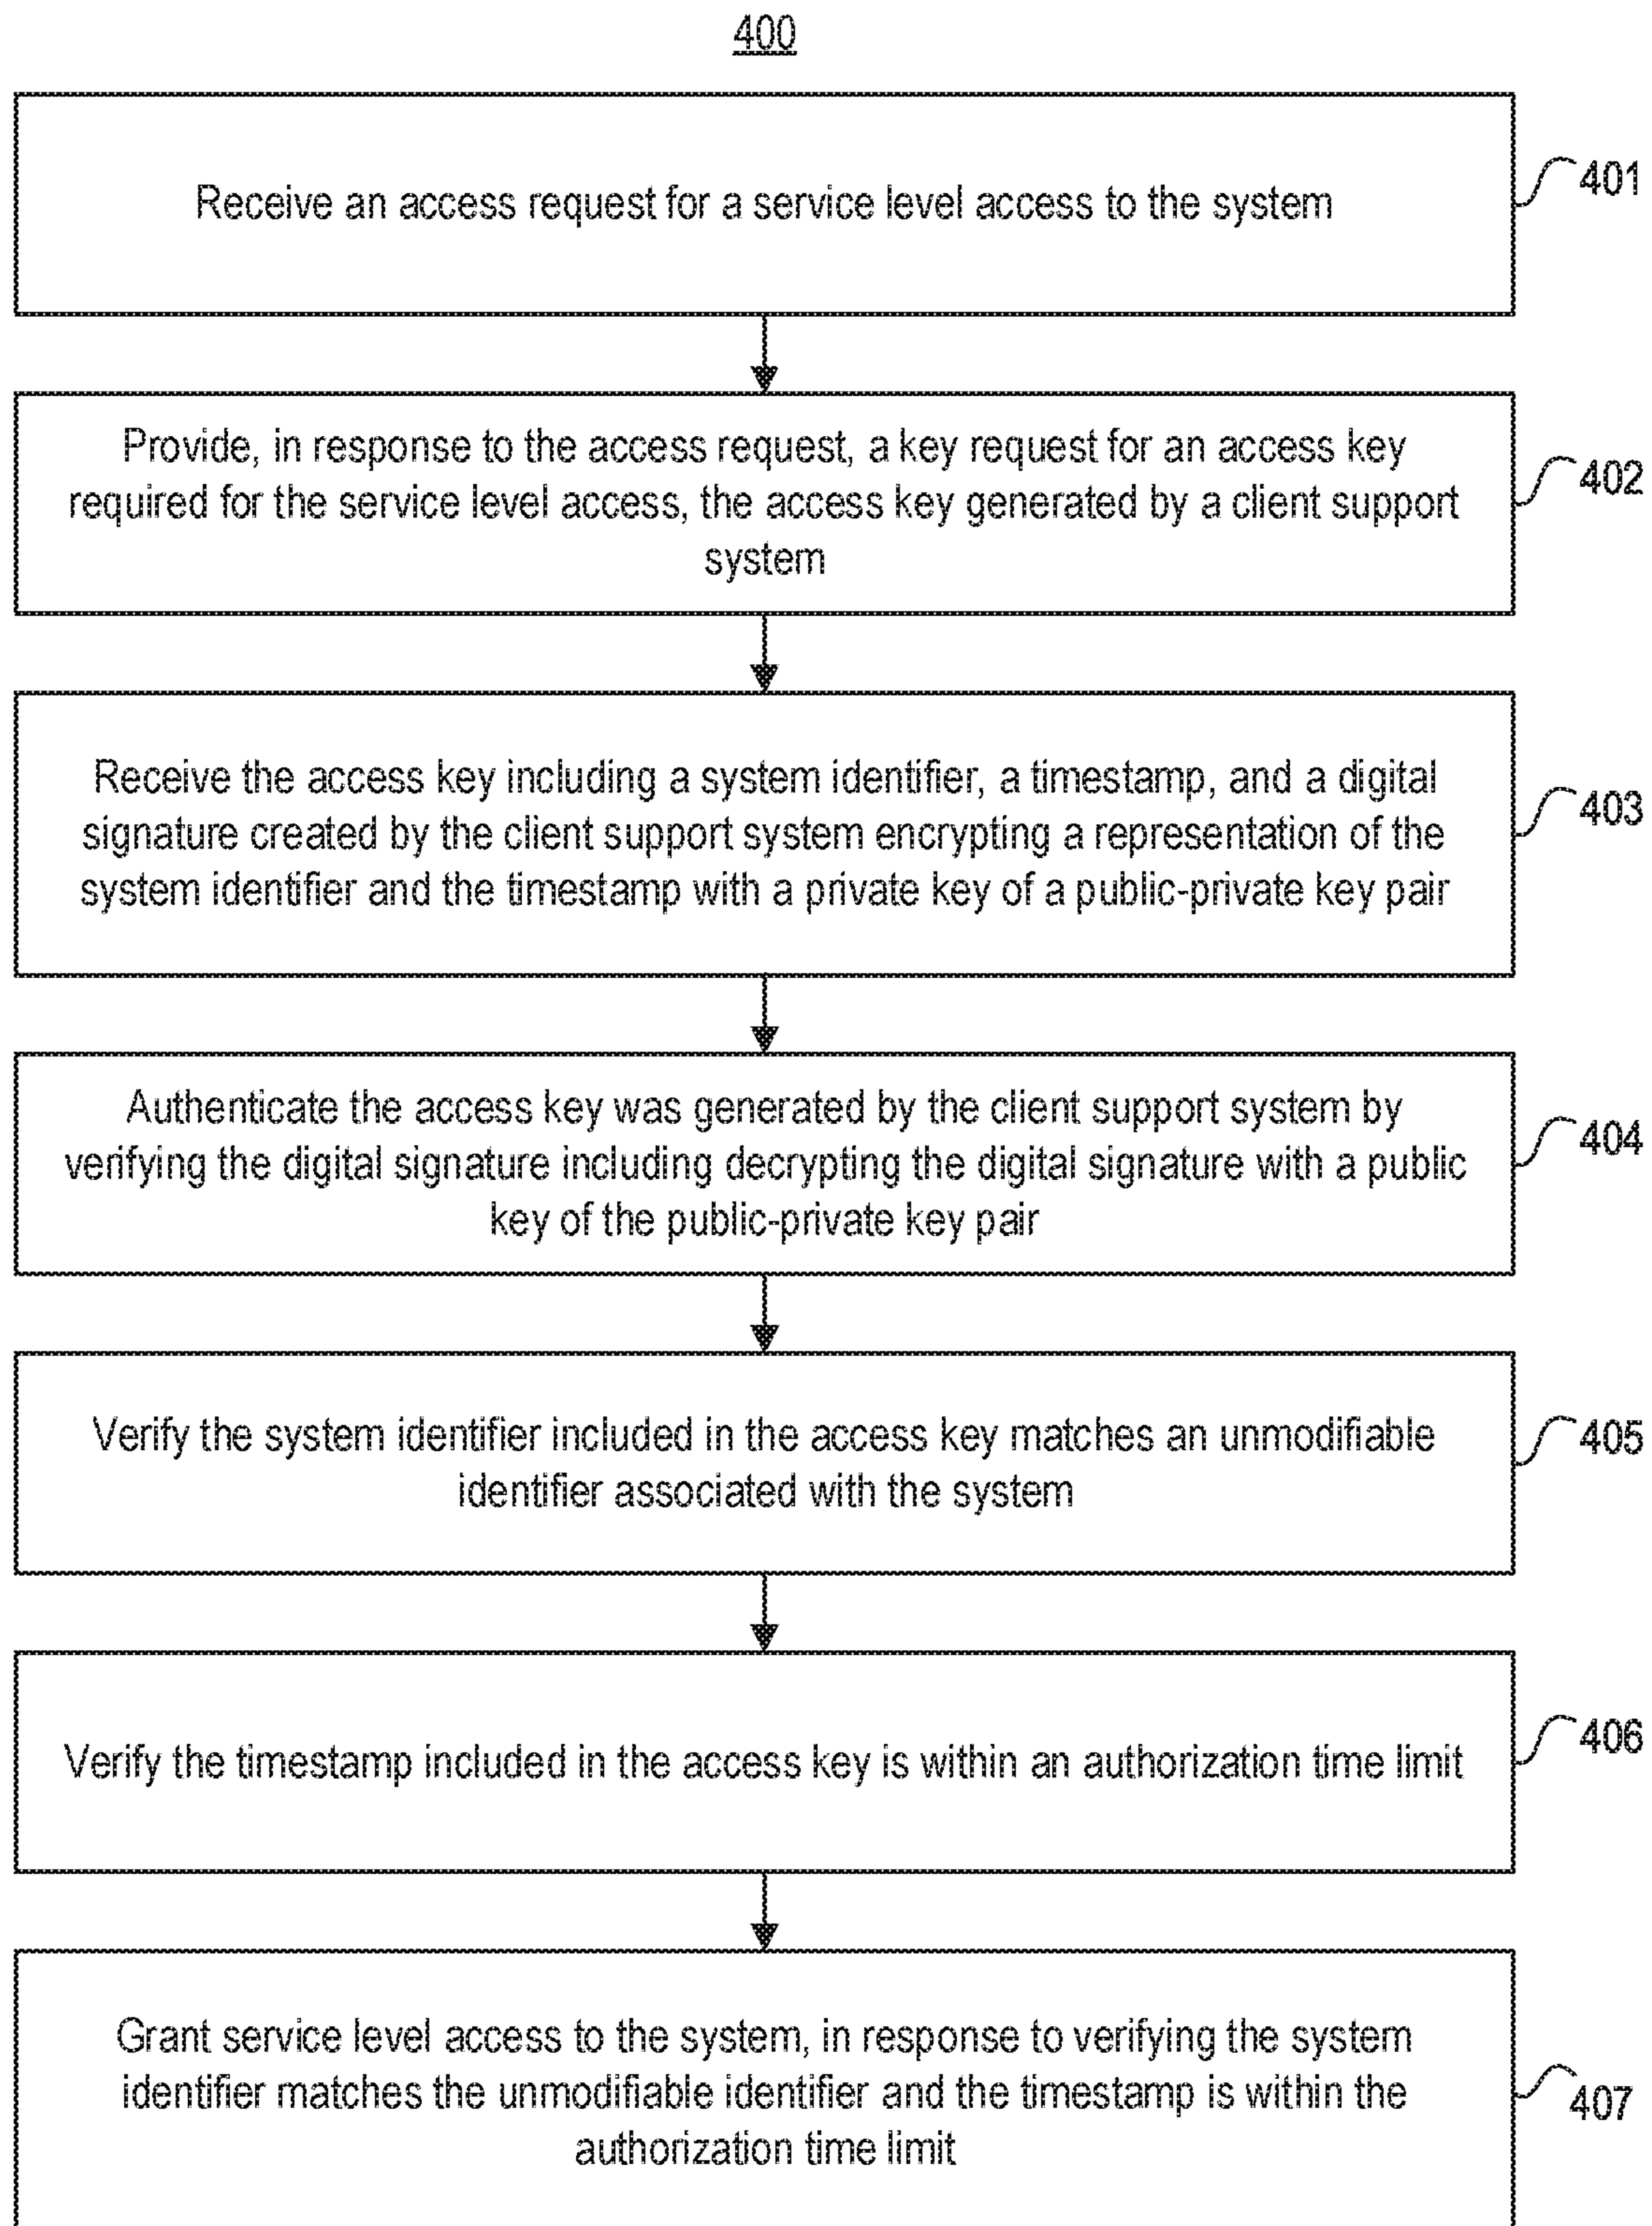 400
Receive an access request for a service level access to the system
401
Provide, in response to the access request, a key request for an access key
required for the service level access, the access key generated by a client support
system
402
Receive the access key including a system identifier, a timestamp, and a digital
signature created by the client support system encrypting a representation of the
system identifier and the timestamp with a private key of a public-private key pair
403
Authenticate the access key was generated by the client support system by
verifying the digital signature including decrypting the digital signature with a public
key of the public-private key pair
404
Verify the system identifier included in the access key matches an unmodifiable
identifier associated with the system
405
Verify the timestamp included in the access key is within an authorization time limit
406
Grant service level access to the system, in response to verifying the system
identifier matches the unmodifiable identifier and the timestamp is within the
authorization time limit
407